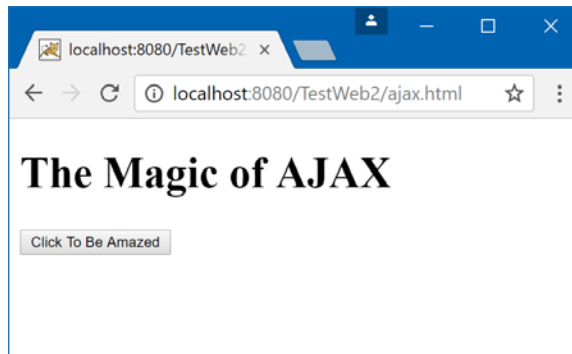 localhost:8080/TestWeb2
localhost:8080/TestWeb2/ajax.html
The Magic of AJAX
Click To Be Amazed